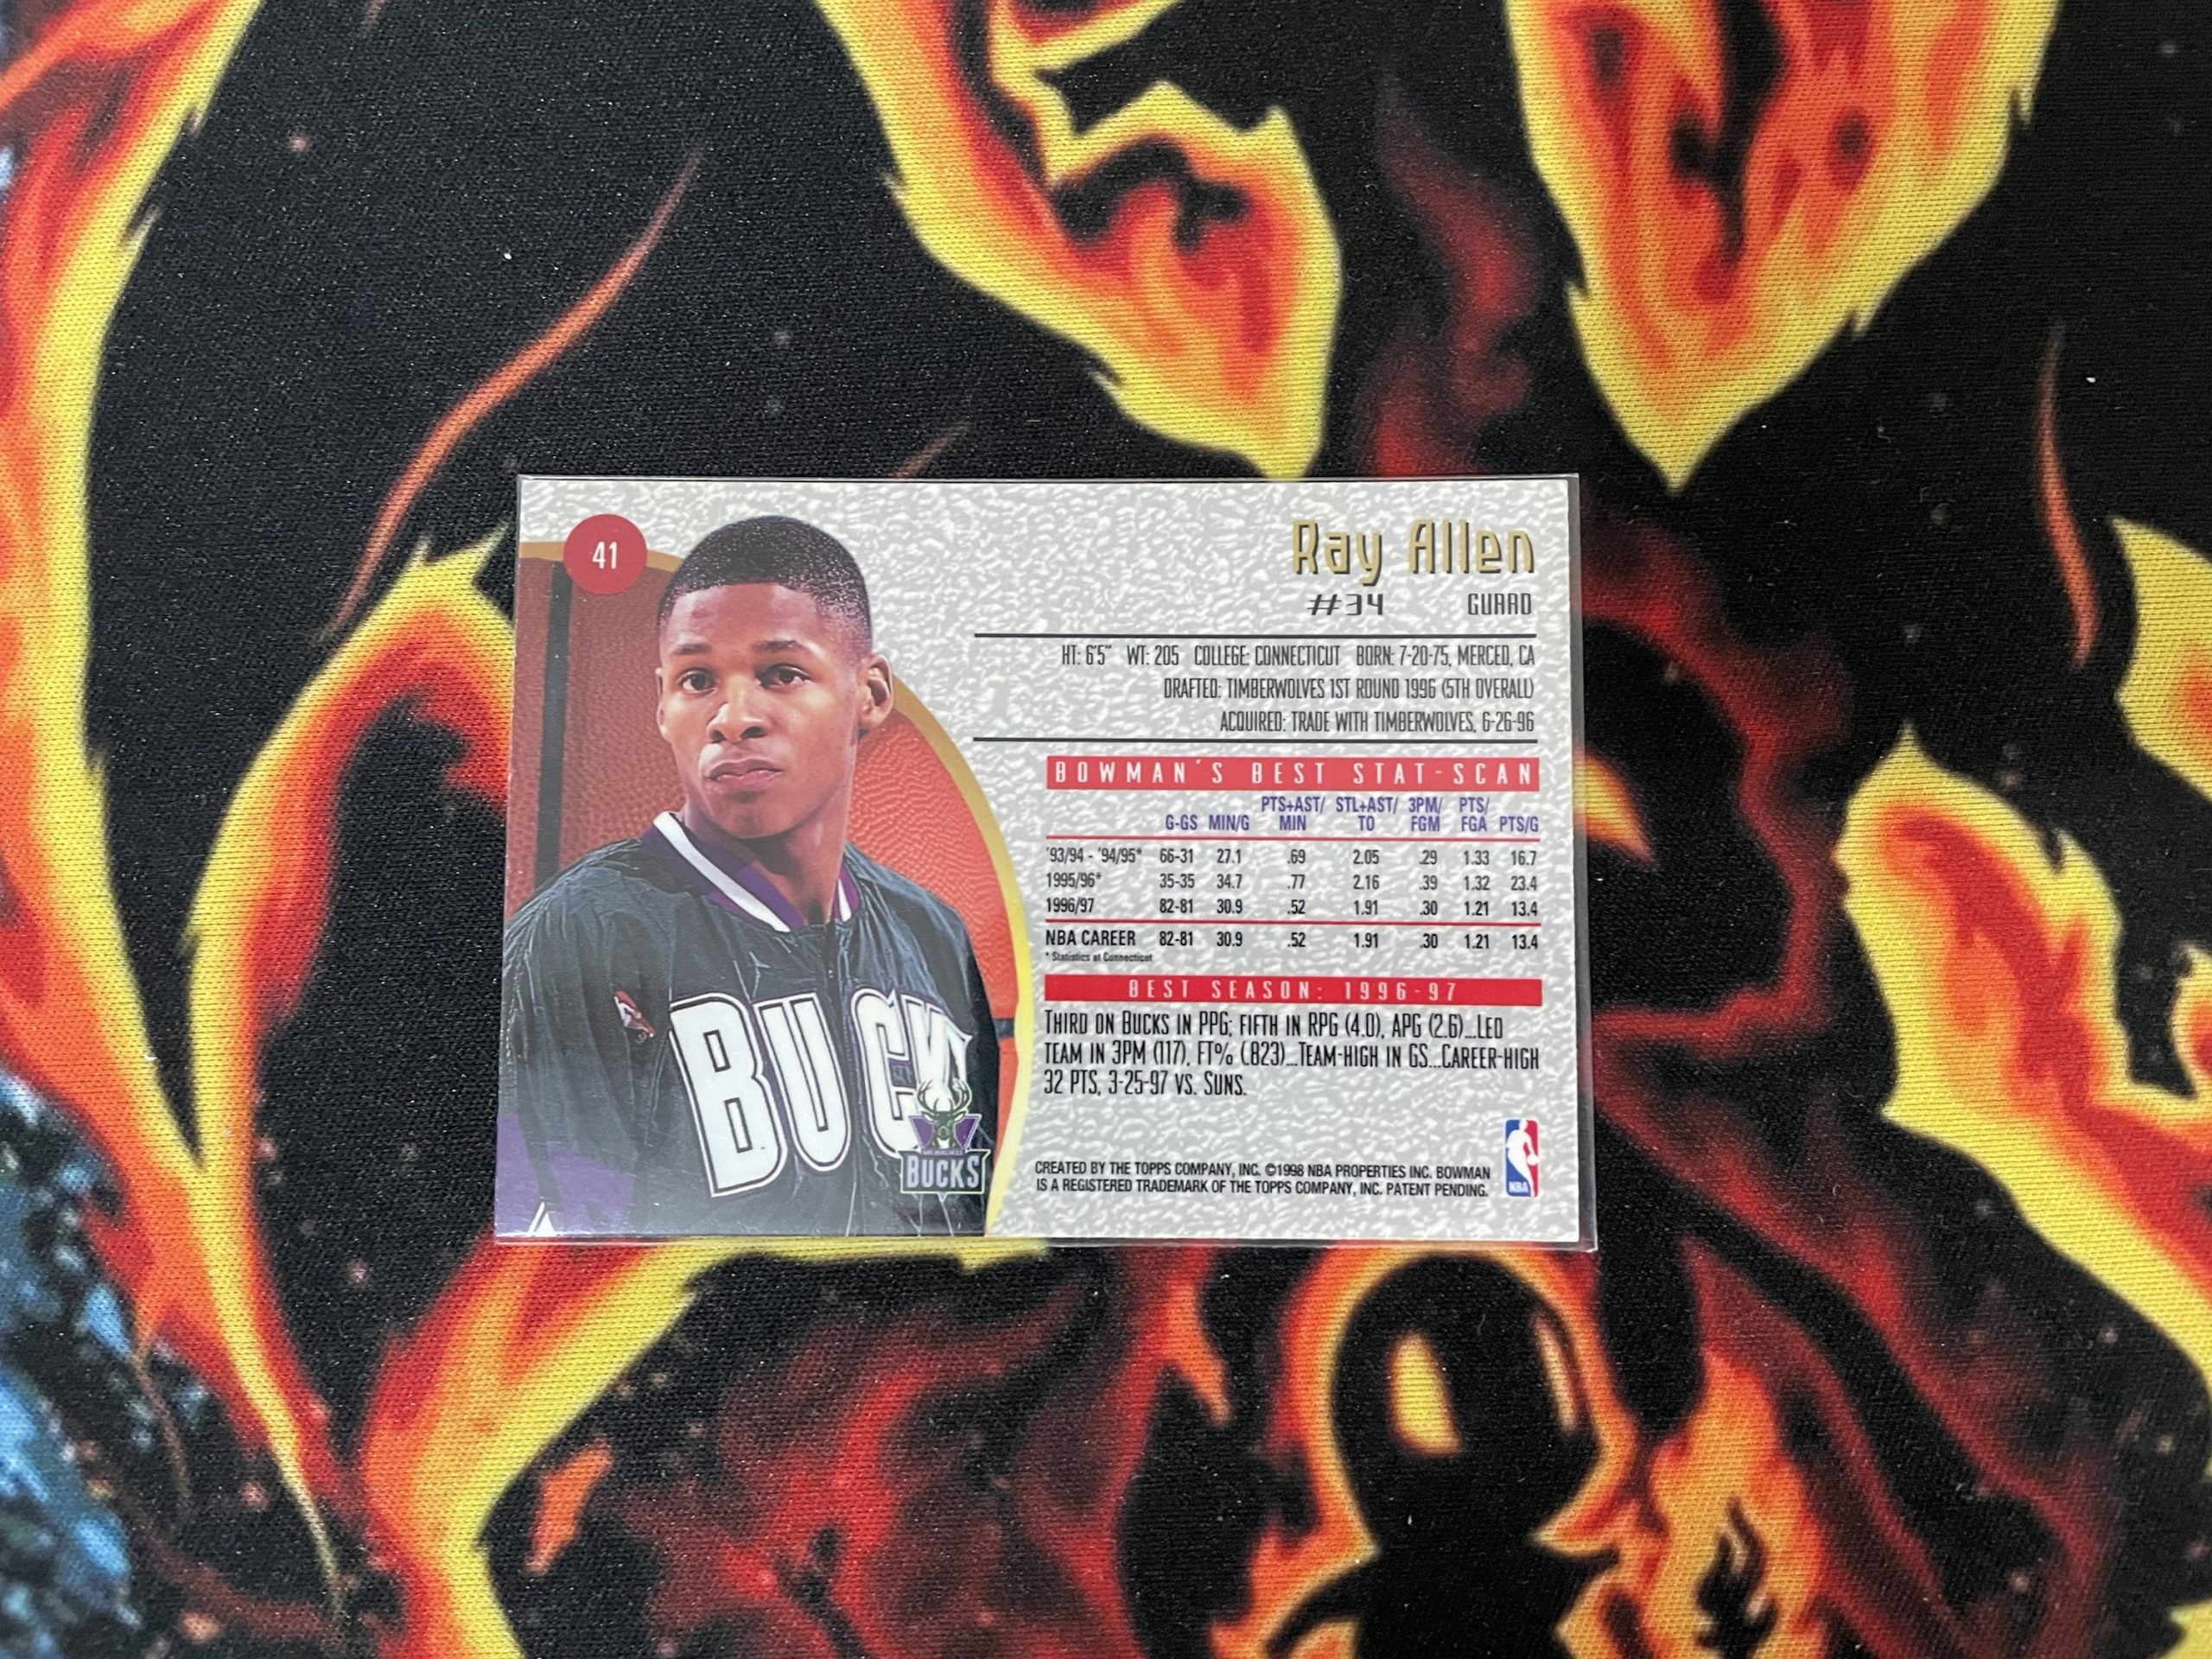 41
Ray Allen
#34 GUARD
HT: 6'5" WT: 205 COLLEGE: CONNECTICUT BORN: 7-20-75, MERCED, CA
DRAFTED: TIMBERWOLVES 1ST ROUND 1996 (5TH OVERALL)
ACQUIRED: TRADE WITH TIMBERWOLVES, 6-26-96
BOWMAN'S BEST STAT-SCAN
G-GS MIN/G PTS+AST/MIN STL+AST/TO 3PM/FGM PTS/FGA PTS/G
'93/94 - '94/95* 66-31 27.1 .69 2.05 .29 1.33 16.7
1995/96* 35-35 34.7 .77 2.16 .39 1.32 23.4
1996/97 82-81 30.9 .52 1.91 .30 1.21 13.4
NBA CAREER 82-81 30.9 .52 1.91 .30 1.21 13.4
* Statistics at Connecticut
BEST SEASON: 1996-97
THIRD ON BUCKS IN PPG; FIFTH IN RPG (4.0), APG (2.6)...LED
TEAM IN 3PM (117), FT% (.823)...TEAM-HIGH IN GS...CAREER-HIGH
32 PTS, 3-25-97 VS. SUNS.
BUCKS
BUCKS
CREATED BY THE TOPPS COMPANY, INC. ©1998 NBA PROPERTIES INC. BOWMAN
IS A REGISTERED TRADEMARK OF THE TOPPS COMPANY, INC. PATENT PENDING.
NBA